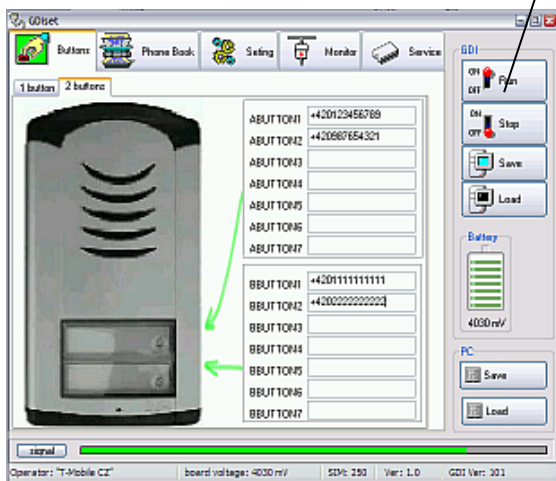 GDIset
Buttons
Phone Book
Seting
Monitor
Service
1 button
2 buttons
ABUTTON1 +420123456789
ABUTTON2 +420987654321
ABUTTON3
ABUTTON4
ABUTTON5
ABUTTON6
ABUTTON7
BBUTTON1 +4201111111111
BBUTTON2 +4202222222222
BBUTTON3
BBUTTON4
BBUTTON5
BBUTTON6
BBUTTON7
GDI
ON
OFF
Run
ON
OFF
Stop
Save
Load
Battery
4030 mV
PC
Save
Load
signal
Operator: "T-Mobile CZ"
board voltage: 4030 mV
SIM: 250
Ver: 1.0
GDI Ver: 101